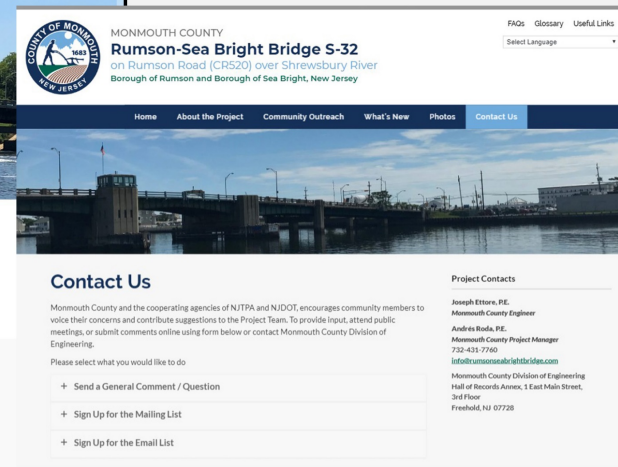 COUNTY OF MONMOUTH
1683
NEW JERSEY
MONMOUTH COUNTY
Rumson-Sea Bright Bridge S-32
on Rumson Road (CR520) over Shrewsbury River
Borough of Rumson and Borough of Sea Bright, New Jersey
FAQs Glossary Useful Links
Select Language
Home About the Project Community Outreach What's New Photos Contact Us
Contact Us
Monmouth County and the cooperating agencies of NJTPA and NJDOT, encourages community members to
voice their concerns and contribute suggestions to the Project Team. To provide input, attend public
meetings, or submit comments online using form below or contact Monmouth County Division of
Engineering.
Please select what you would like to do
+ Send a General Comment / Question
+ Sign Up for the Mailing List
+ Sign Up for the Email List
Project Contacts
Joseph Ettore, P.E.
Monmouth County Engineer
Andrés Roda, P.E.
Monmouth County Project Manager
732-431-7760
info@rumsonseabrightbridge.com
Monmouth County Division of Engineering
Hall of Records Annex, 1 East Main Street,
3rd Floor
Freehold, NJ 07728